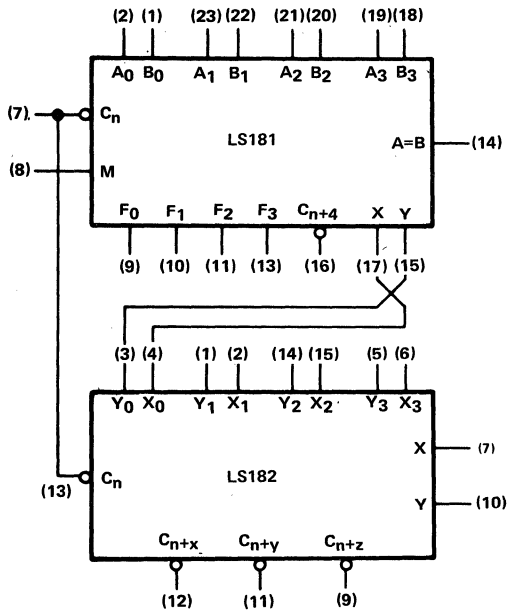 (2) (1) (23) (22) (21) (20) (19) (18)
A0 B0 A1 B1 A2 B2 A3 B3
(7) Cn
LS181
A=B (14)
(8) M
F0 F1 F2 F3 Cn+4 X Y
(9) (10) (11) (13) (16) (17) (15)
(3) (4) (1) (2) (14) (15) (5) (6)
Y0 X0 Y1 X1 Y2 X2 Y3 X3
X (7)
(13) Cn
LS182
Y (10)
Cn+x Cn+y Cn+z
(12) (11) (9)